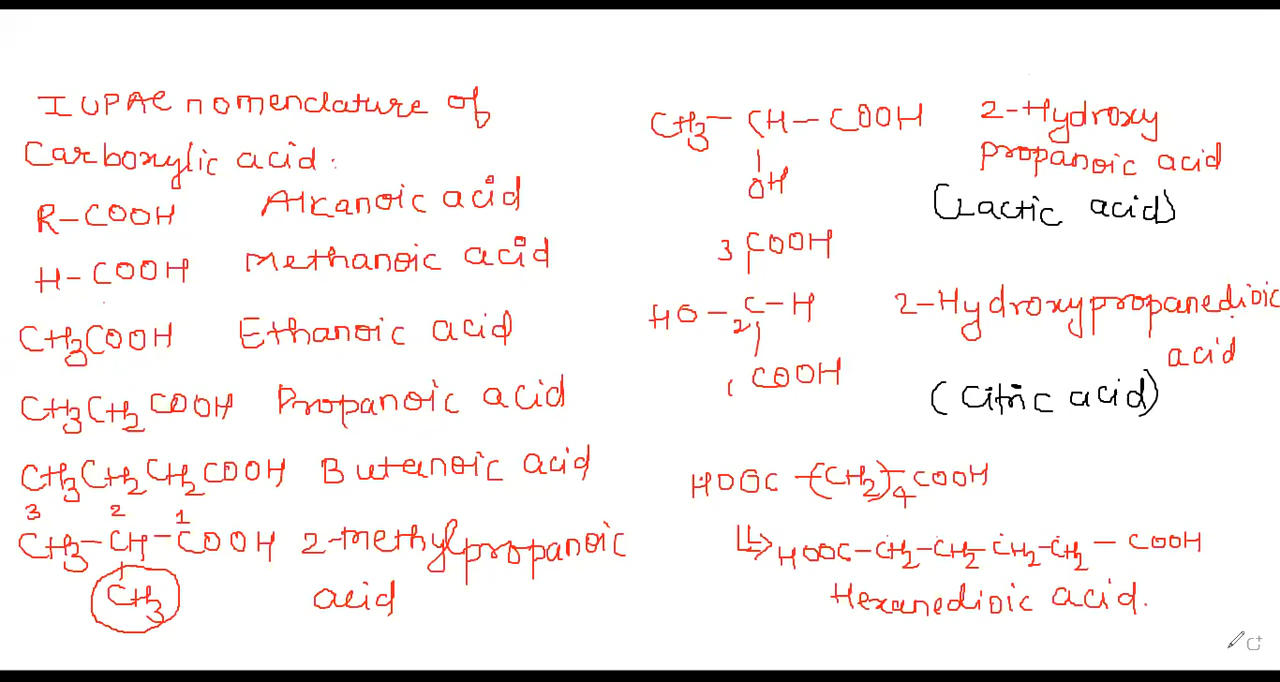 IUPAC nomenclature of
Carboxylic acid:
R-COOH Alkanoic acid
H-COOH Methanoic acid
CH3COOH Ethanoic acid
CH3CH2COOH Propanoic acid
CH3CH2CH2COOH Butanoic acid
3 2 1
CH3-CH-COOH 2-methylpropanoic
CH3 acid
CH3-CH-COOH 2-Hydroxy
OH propanoic acid
(Lactic acid)
3 COOH
HO-C-H 2-Hydroxypropanedioic
2 acid
1 COOH
(Citric acid)
HOOC-(CH2)4-COOH
HOOC-CH2-CH2-CH2-CH2-COOH
Hexanedioic acid.